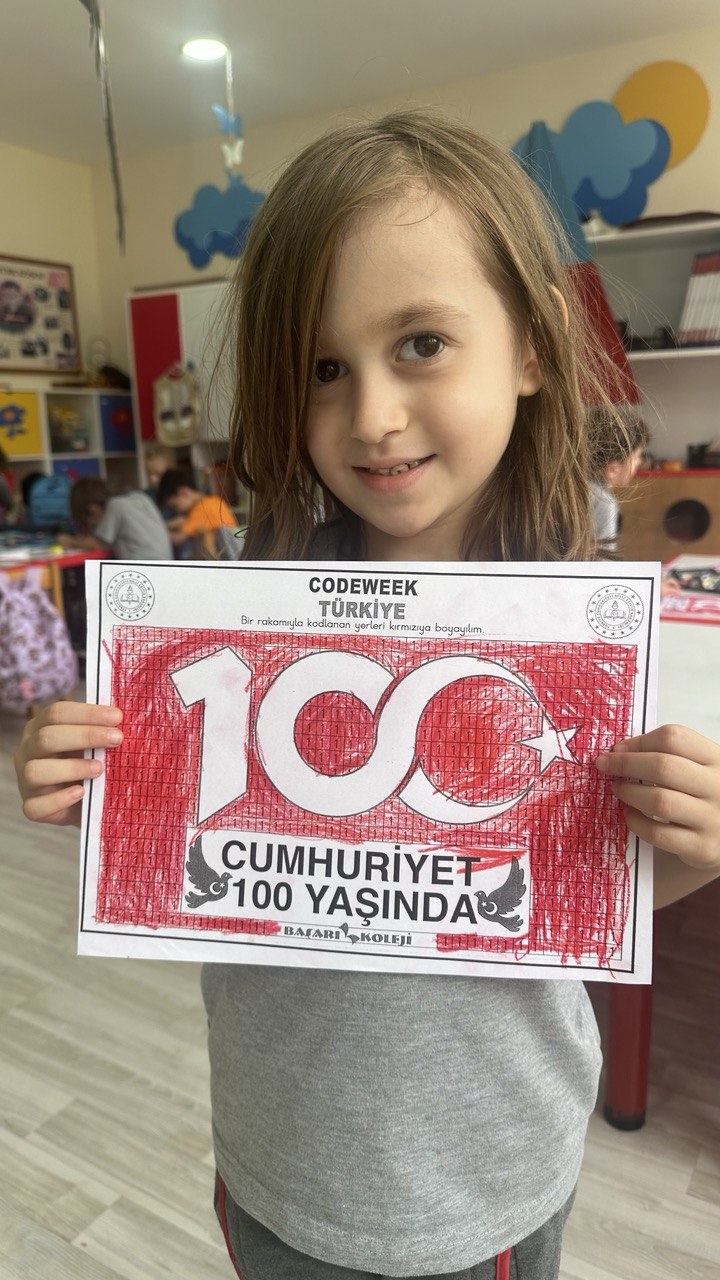 CODEWEEK
TÜRKİYE
Bir rakamıyla kodlanan yerleri kırmızıya boyayalım.
100
CUMHURİYET
100 YAŞINDA
BAŞARI KOLEJİ